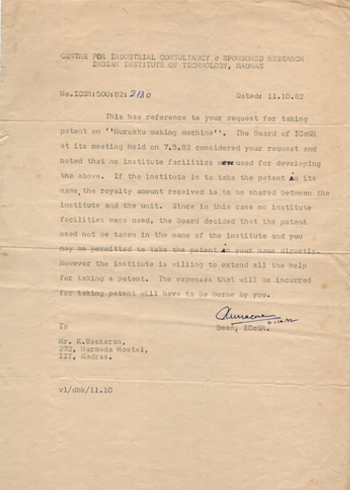 CENTRE FOR INDUSTRIAL CONSULTANCY & SPONSORED RESEARCH
INDIAN INSTITUTE OF TECHNOLOGY, MADRAS
No.ICSR:500:82: 2130
Dated: 11.10.82
This has reference to your request for taking
patent on ''Murukku making machine''. The Board of ICSR
at its meeting held on 7.5.82 considered your request and
noted that no institute facilities were used for developing
the above. If the institute is to take the patent in its
name, the royalty amount received is to be shared between the
institute and the unit. Since in this case no institute
facilities were used, the Board decided that the patent
need not be taken in the name of the institute and you
may be permitted to take the patent in your name directly.
However the institute is willing to extend all the help
for taking a patent. The expenses that will be incurred
for taking patent will have to be borne by you.
Dean, ICSR.
To
Mr. K.Baskaran,
232, Narmada Hostel,
IIT, Madras.
vl/dbk/11.10